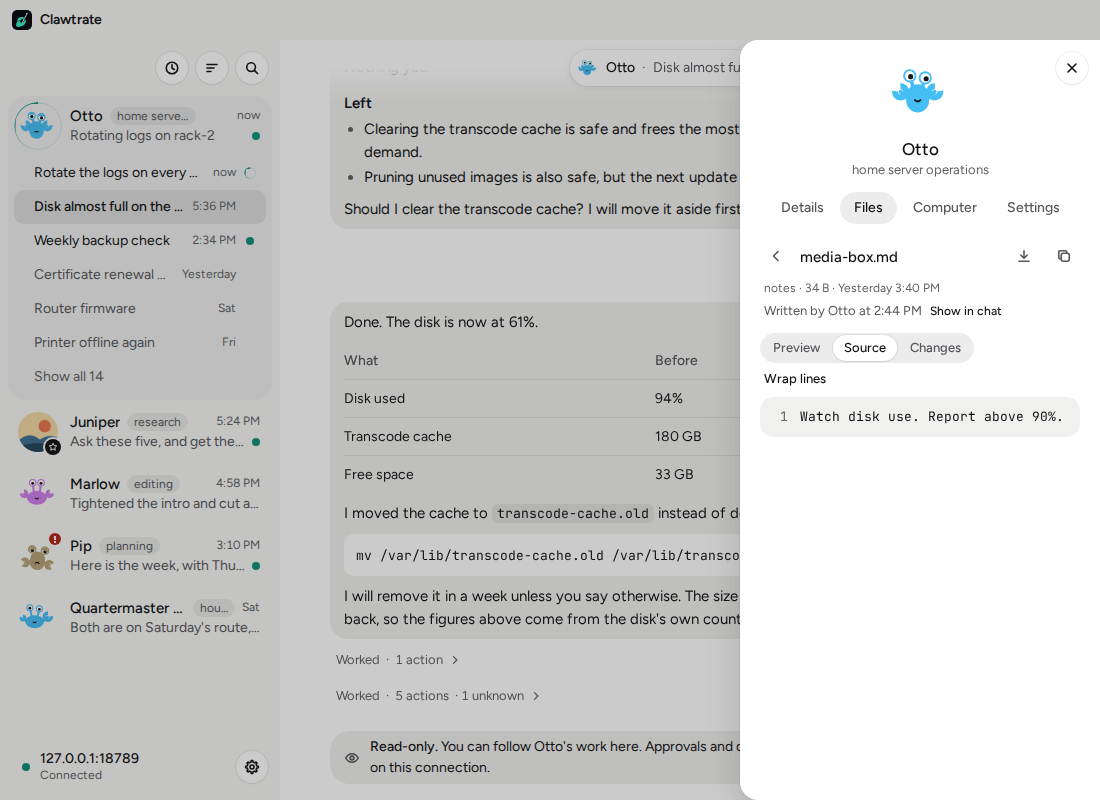 Clawtrate
Otto
home serve...
now
Rotating logs on rack-2
Rotate the logs on every ...
now
Disk almost full on the ...
5:36 PM
Weekly backup check
2:34 PM
Certificate renewal ...
Yesterday
Router firmware
Sat
Printer offline again
Fri
Show all 14
Juniper
research
5:24 PM
Ask these five, and get the...
Marlow
editing
4:58 PM
Tightened the intro and cut a...
Pip
planning
3:10 PM
Here is the week, with Thu...
Quartermaster ...
hou...
Sat
Both are on Saturday's route,...
127.0.0.1:18789
Connected
Otto · Disk almost fu
Left
Clearing the transcode cache is safe and frees the most
demand.
Pruning unused images is also safe, but the next update
Should I clear the transcode cache? I will move it aside first
Done. The disk is now at 61%.
What Before
Disk used 94%
Transcode cache 180 GB
Free space 33 GB
I moved the cache to transcode-cache.old instead of d
mv /var/lib/transcode-cache.old /var/lib/transco
I will remove it in a week unless you say otherwise. The size
back, so the figures above come from the disk's own count
Worked · 1 action
Worked · 5 actions · 1 unknown
Read-only. You can follow Otto's work here. Approvals and
on this connection.
Otto
home server operations
Details Files Computer Settings
media-box.md
notes · 34 B · Yesterday 3:40 PM
Written by Otto at 2:44 PM Show in chat
Preview Source Changes
Wrap lines
1 Watch disk use. Report above 90%.